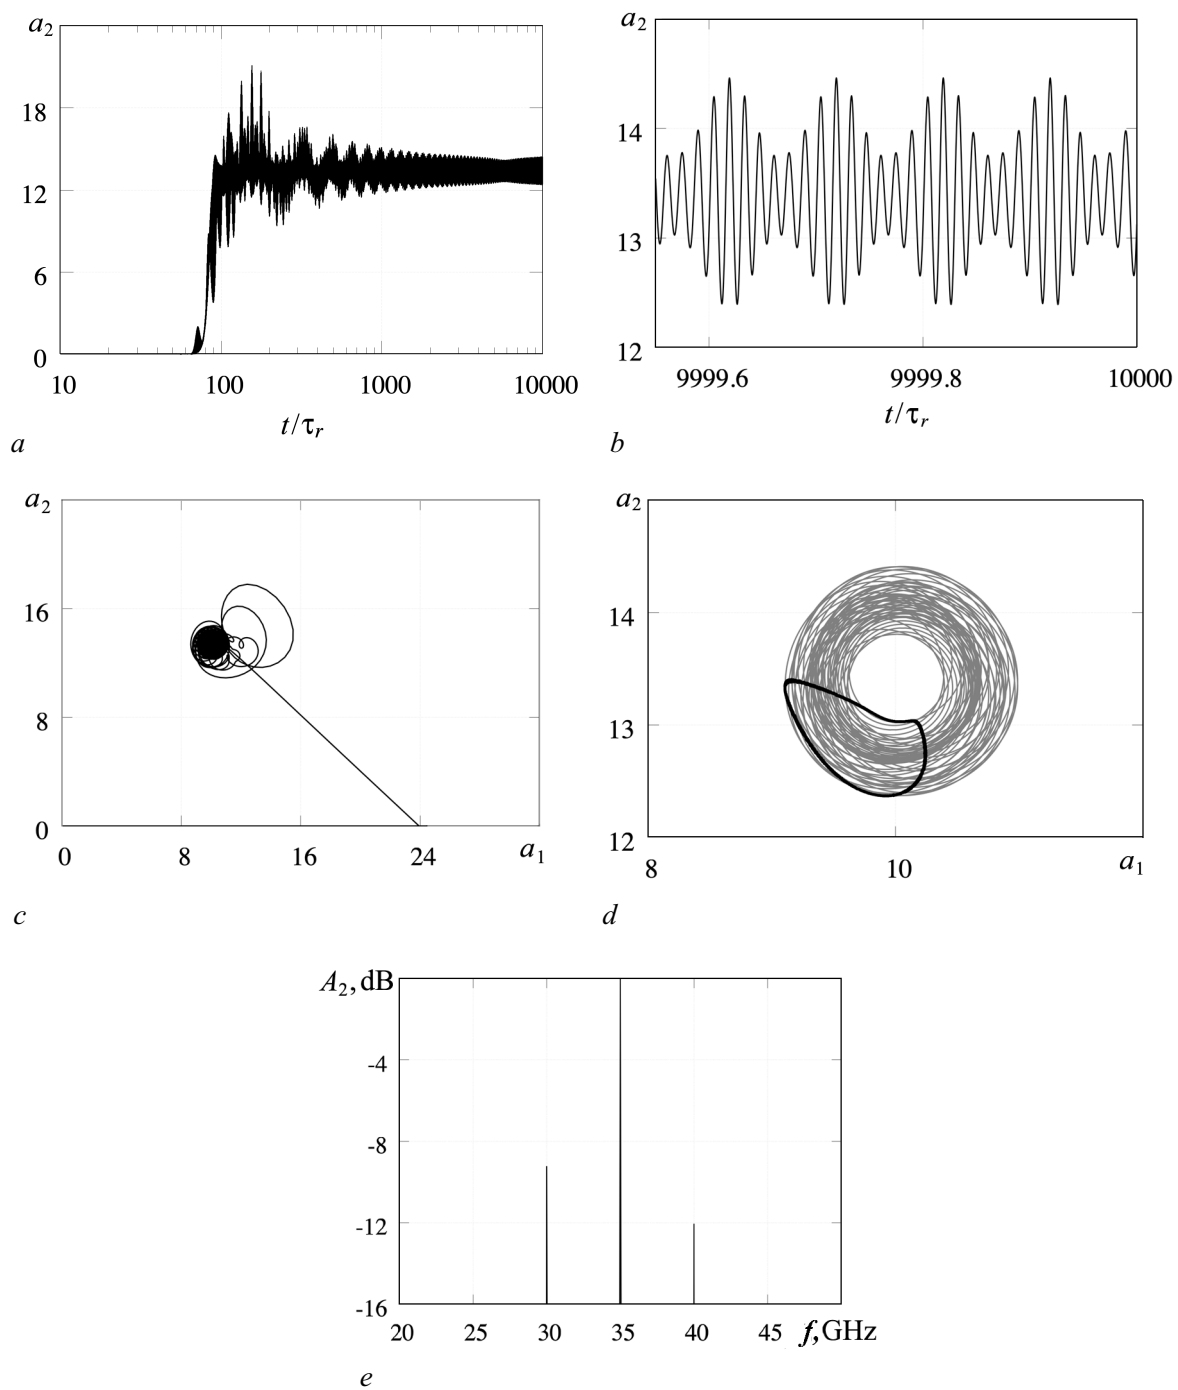 a₂
18
12
6
0
10 100 1000 10000
t/τᵣ
a
a₂
14
13
12
9999.6 9999.8 10000
t/τᵣ
b
a₂
16
8
0
0 8 16 24 a₁
c
a₂
14
13
12
8 10 a₁
d
A₂, dB
-4
-8
-12
-16
20 25 30 35 40 45 f, GHz
e